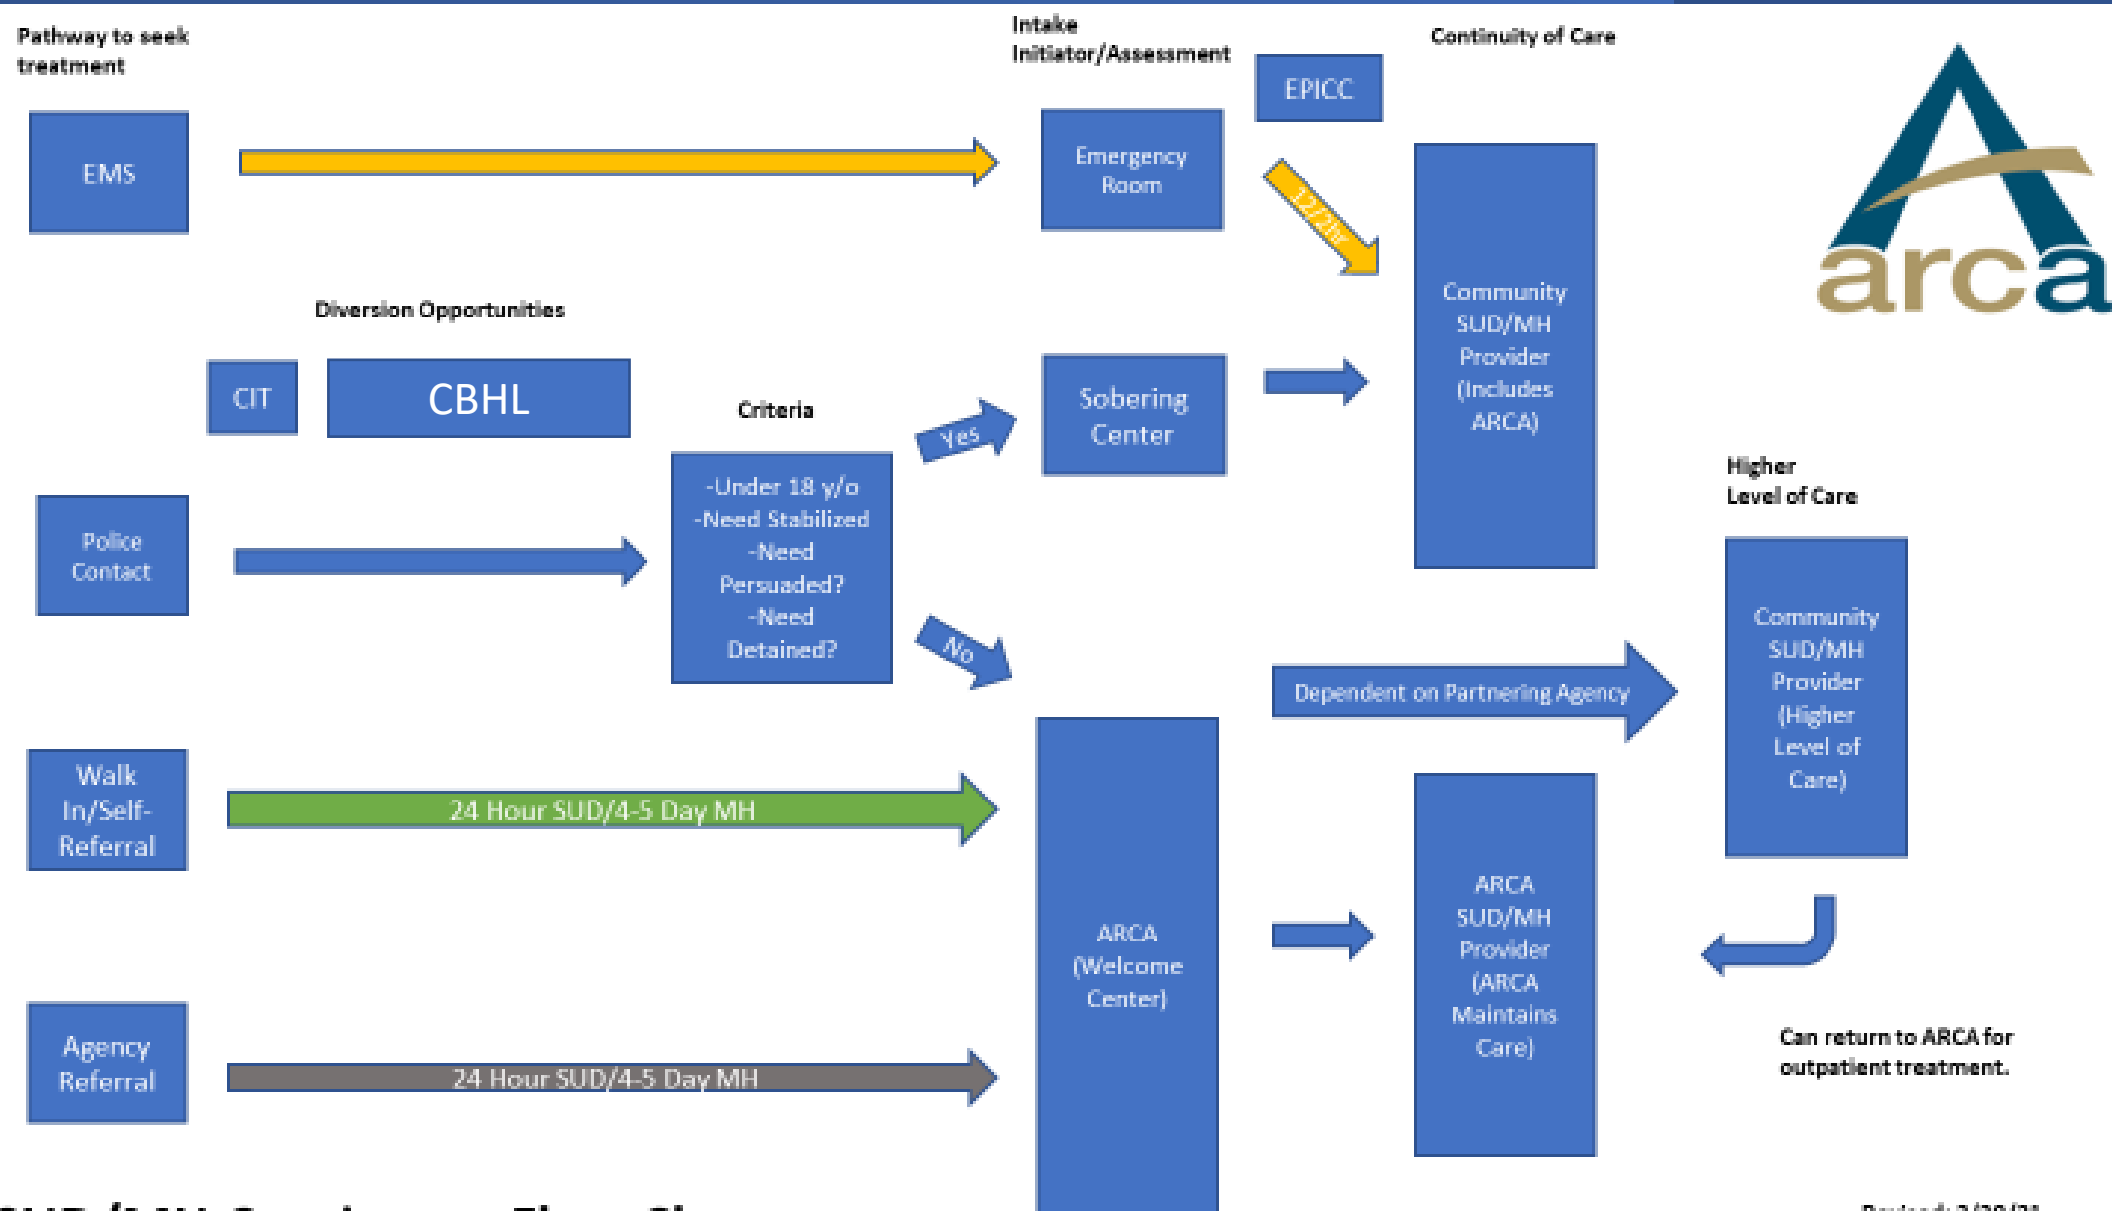 Pathway to seek
treatment
Intake
Initiator/Assessment
Continuity of Care
EPICC
EMS
Emergency
Room
12/2hr
Community
SUD/MH
Provider
(Includes
ARCA)
arca
Diversion Opportunities
CIT
CBHL
Criteria
Yes
Sobering
Center
Higher
Level of Care
Police
Contact
-Under 18 y/o
-Need Stabilized
-Need
Persuaded?
-Need
Detained?
No
Dependent on Partnering Agency
Community
SUD/MH
Provider
(Higher
Level of
Care)
Walk
In/Self-
Referral
24 Hour SUD/4-5 Day MH
ARCA
(Welcome
Center)
ARCA
SUD/MH
Provider
(ARCA
Maintains
Care)
Can return to ARCA for
outpatient treatment.
Agency
Referral
24 Hour SUD/4-5 Day MH